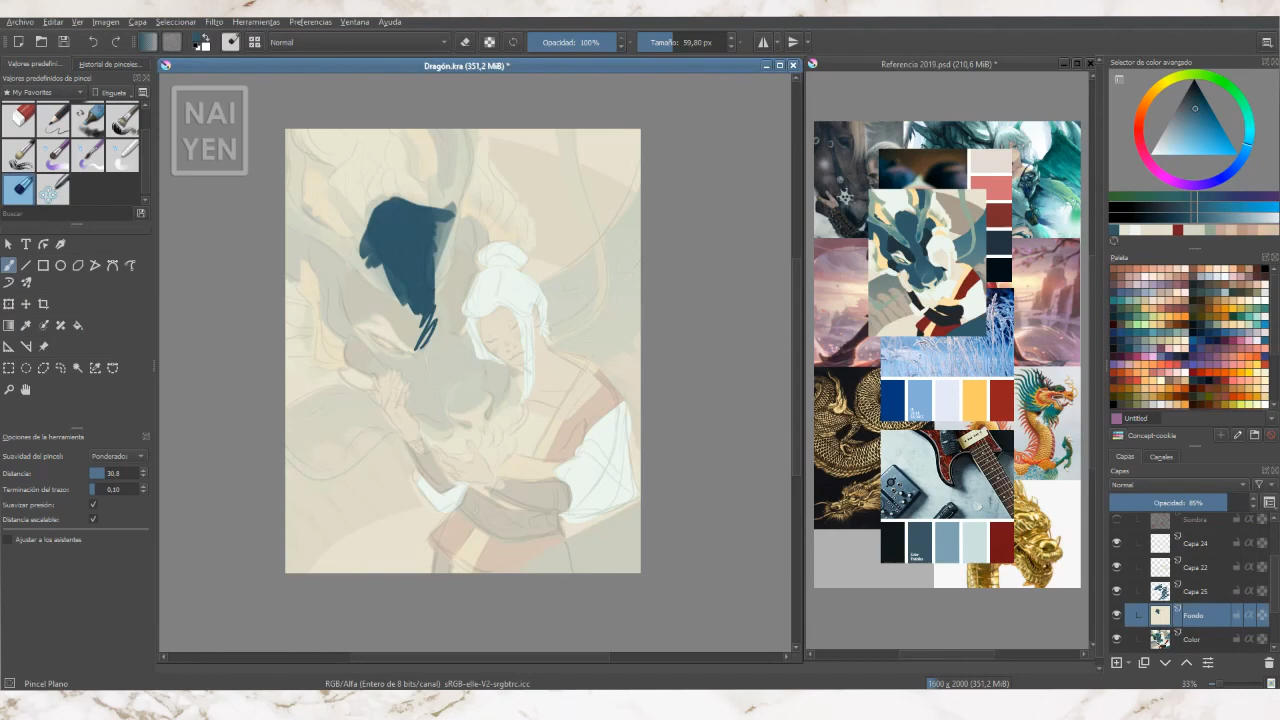 Archivo Editar Ver Imagen Capa Seleccionar Filtro Herramientas Preferencias Ventana Ayuda
Normal
Opacidad: 100%
Tamaño: 59,80 px
Valores predefini...
Historial de pinceles...
Valores predefinidos de pincel
My Favorites
Etiqueta
Buscar
Opciones de la herramienta
Suavidad del pincel: Ponderado
Distancia: 30,8
Terminación del trazo: 0,10
Suavizar presión:
Distancia escalable:
Ajustar a los asistentes
Pincel Plano
Dragón.kra (351,2 MiB) *
NAI
YEN
RGB/Alfa (Entero de 8 bits/canal) sRGB-elle-V2-srgbtrc.icc
Referencia 2019.psd (210,6 MiB) *
1600 x 2000 (351,2 MiB)
33%
Selector de color avanzado
Paleta
Untitled
Concept-cookie
Capas Canales
Capas
Normal
Opacidad: 85%
Sombra
Capa 24
Capa 22
Capa 25
Fondo
Color